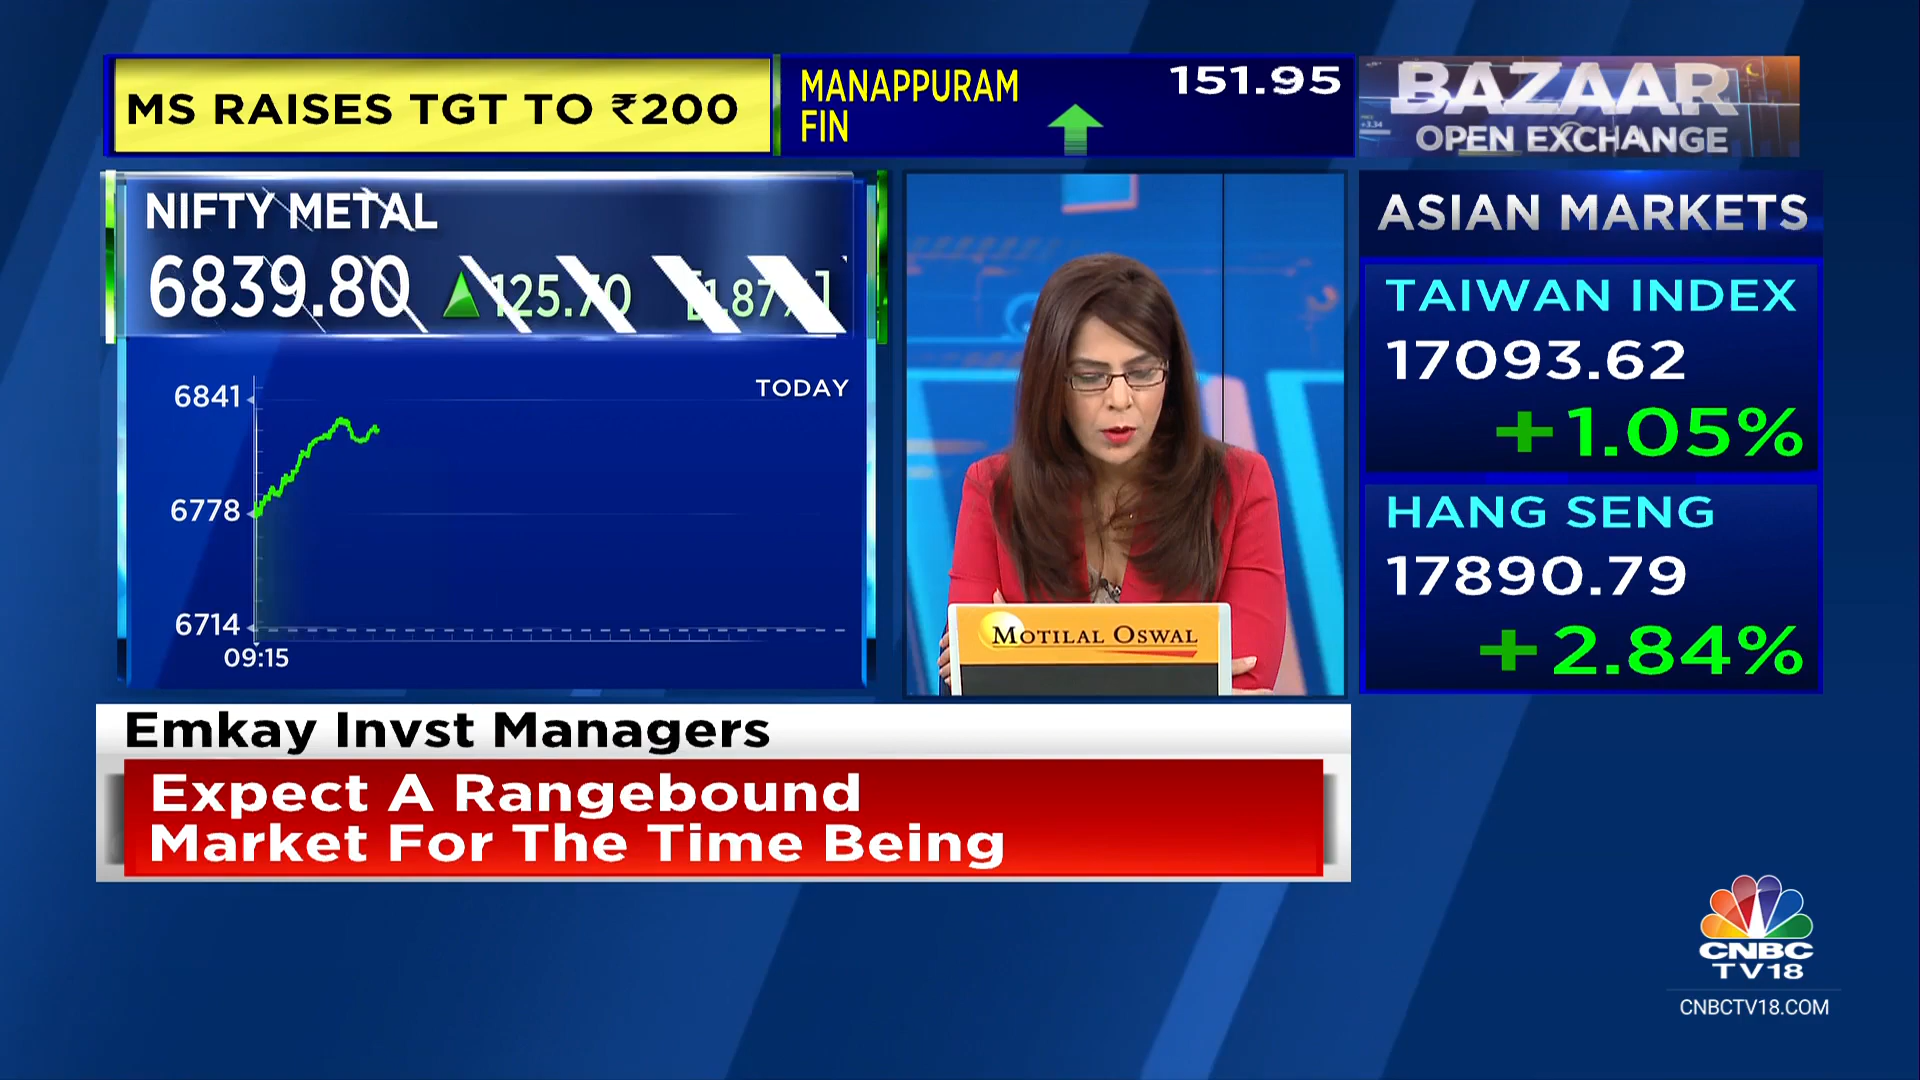 MS RAISES TGT TO ₹200
MANAPPURAM
FIN
151.95
BAZAAR
OPEN EXCHANGE
NIFTY METAL
6839.80 125.70
TODAY
6841
6778
6714
09:15
MOTILAL OSWAL
ASIAN MARKETS
TAIWAN INDEX
17093.62
+1.05%
HANG SENG
17890.79
+2.84%
Emkay Invst Managers
Expect A Rangebound
Market For The Time Being
CNBC
TV18
CNBCTV18.COM